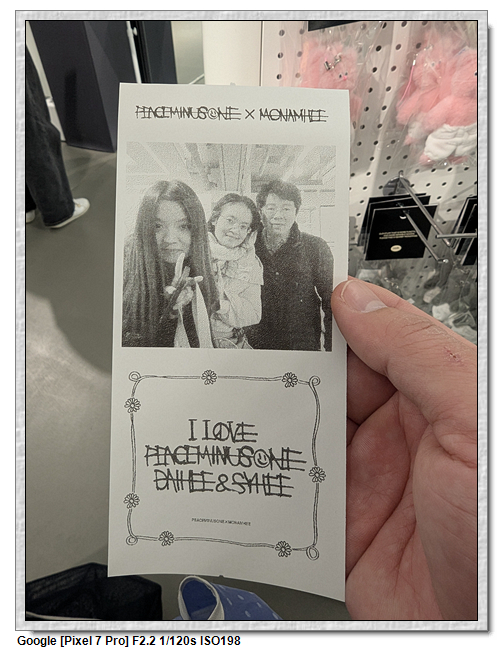 PEACEMINUSONE × MONAMHEE
I LOVE
PEACEMINUSONE
DAIHEE & SYHEE
PEACEMINUSONE X MONAMHEE
Google [Pixel 7 Pro] F2.2 1/120s ISO198